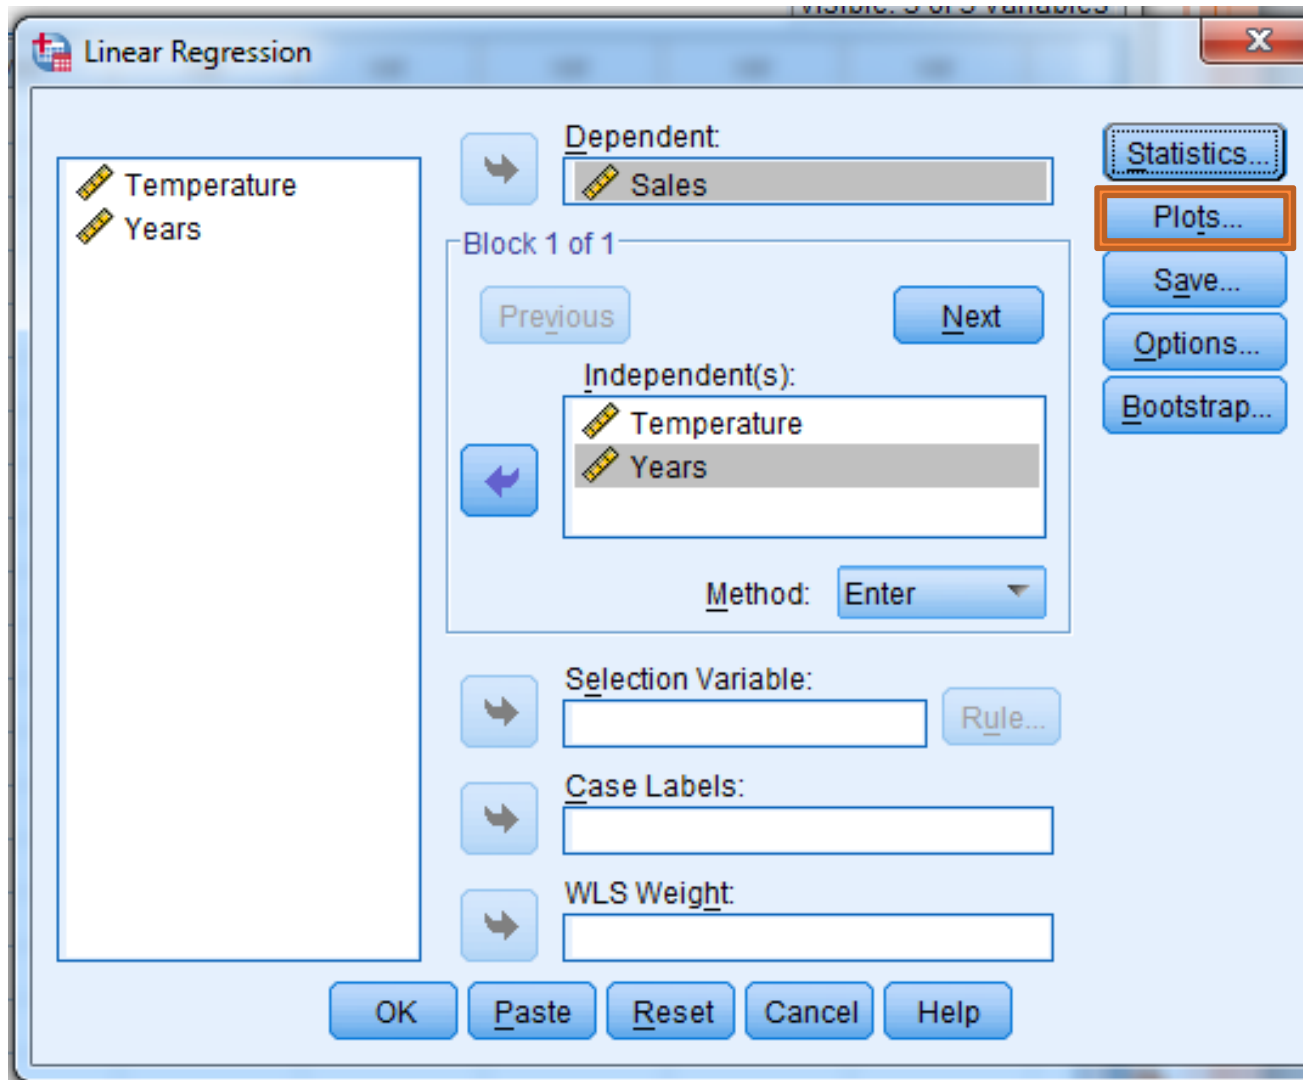 Linear Regression
Temperature
Years
Dependent:
Sales
Block 1 of 1
Previous
Next
Independent(s):
Temperature
Years
Method: Enter
Selection Variable:
Rule...
Case Labels:
WLS Weight:
Statistics...
Plots...
Save...
Options...
Bootstrap...
OK Paste Reset Cancel Help